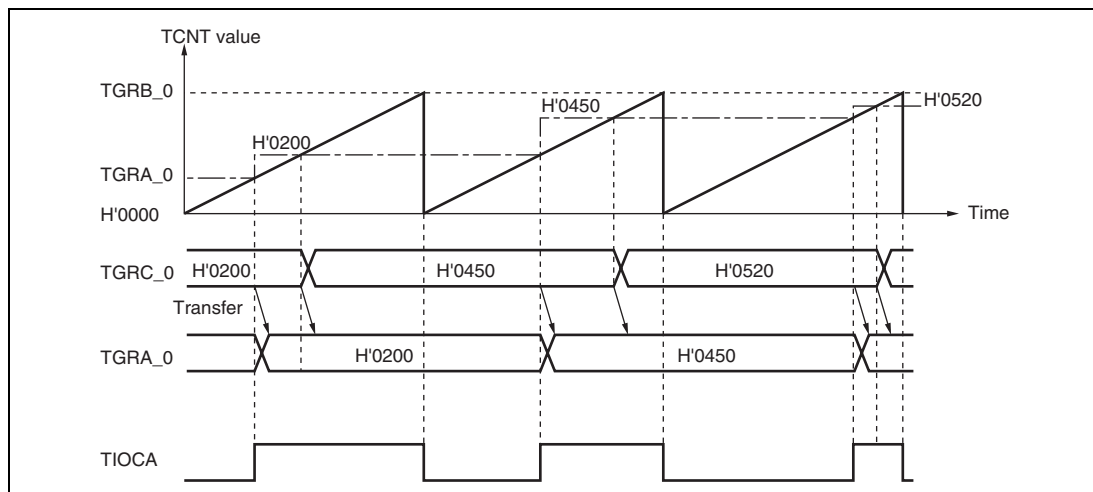 TCNT value
TGRB_0
H'0520
H'0450
H'0200
TGRA_0
H'0000
Time
TGRC_0
H'0200
H'0450
H'0520
Transfer
TGRA_0
H'0200
H'0450
TIOCA